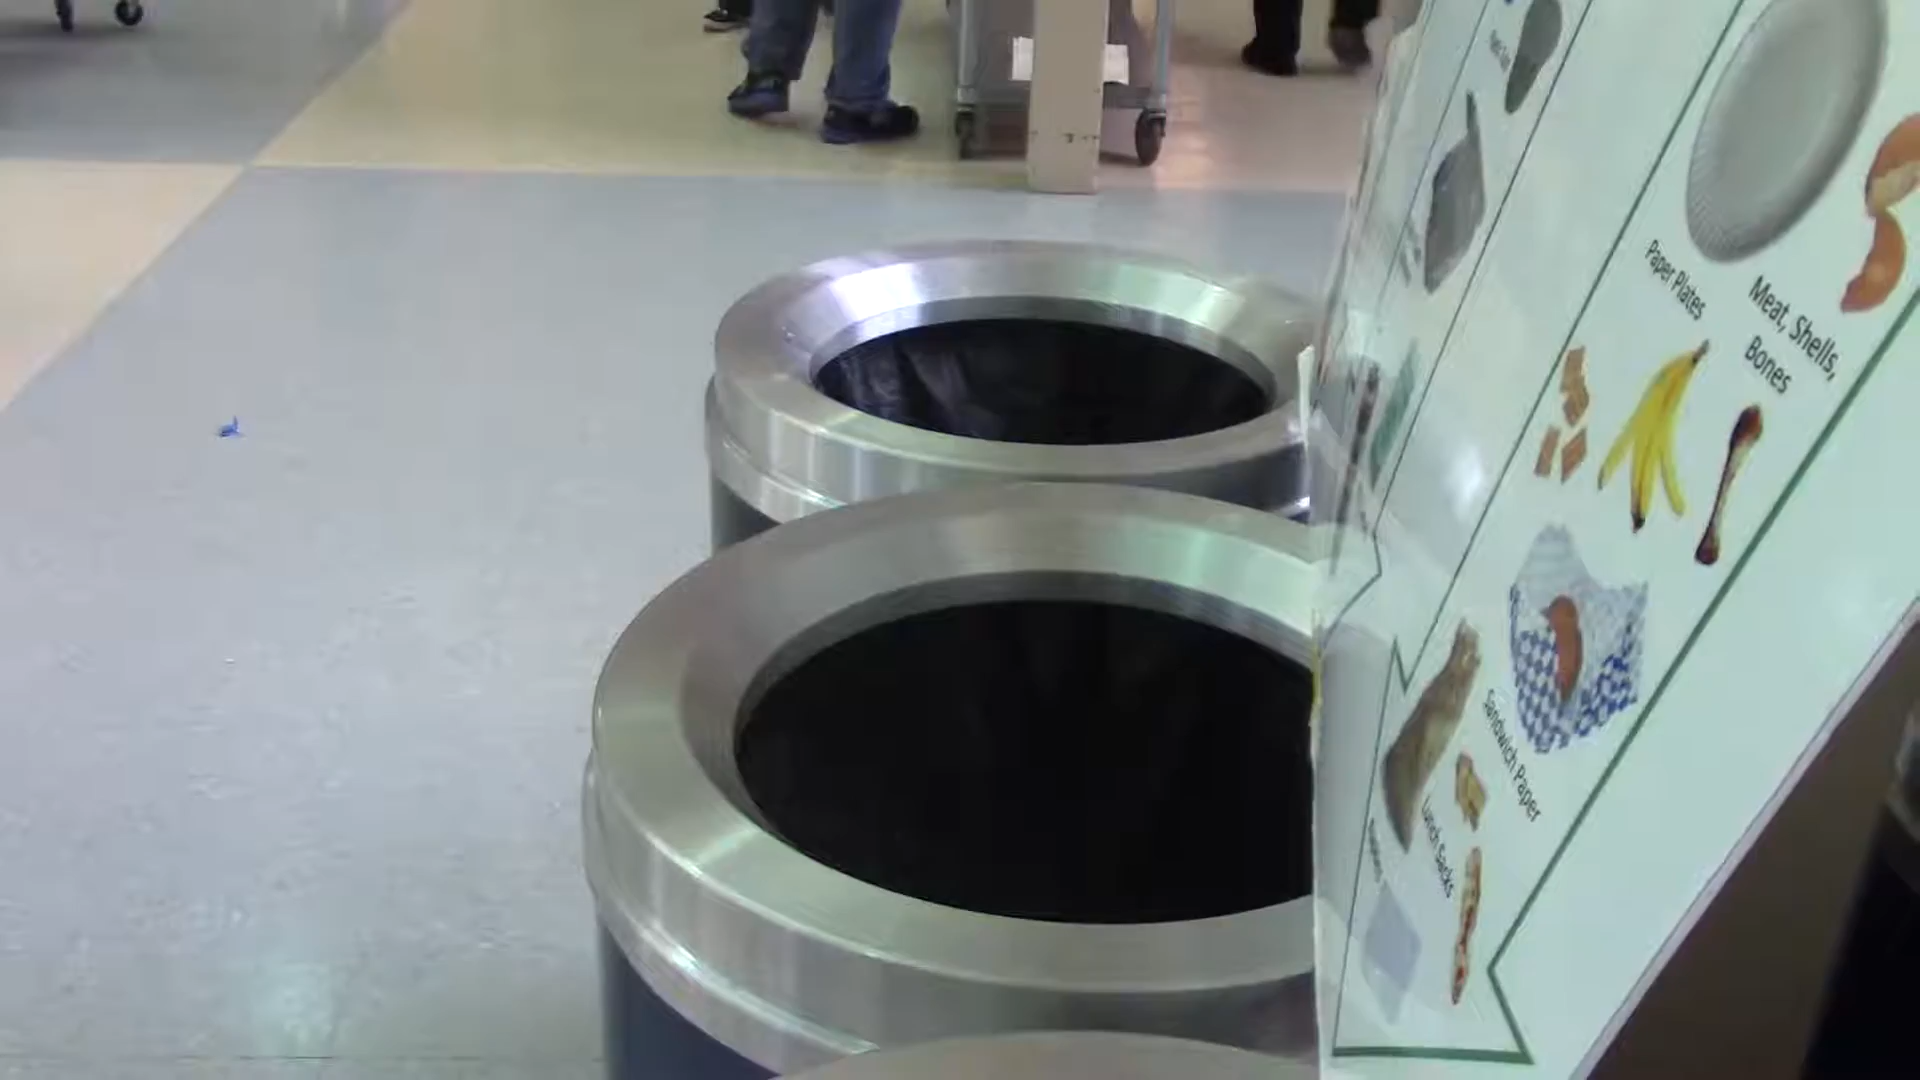 Paper Plates
Meat, Shells,
Bones
Sandwich Paper
Lunch Sacks